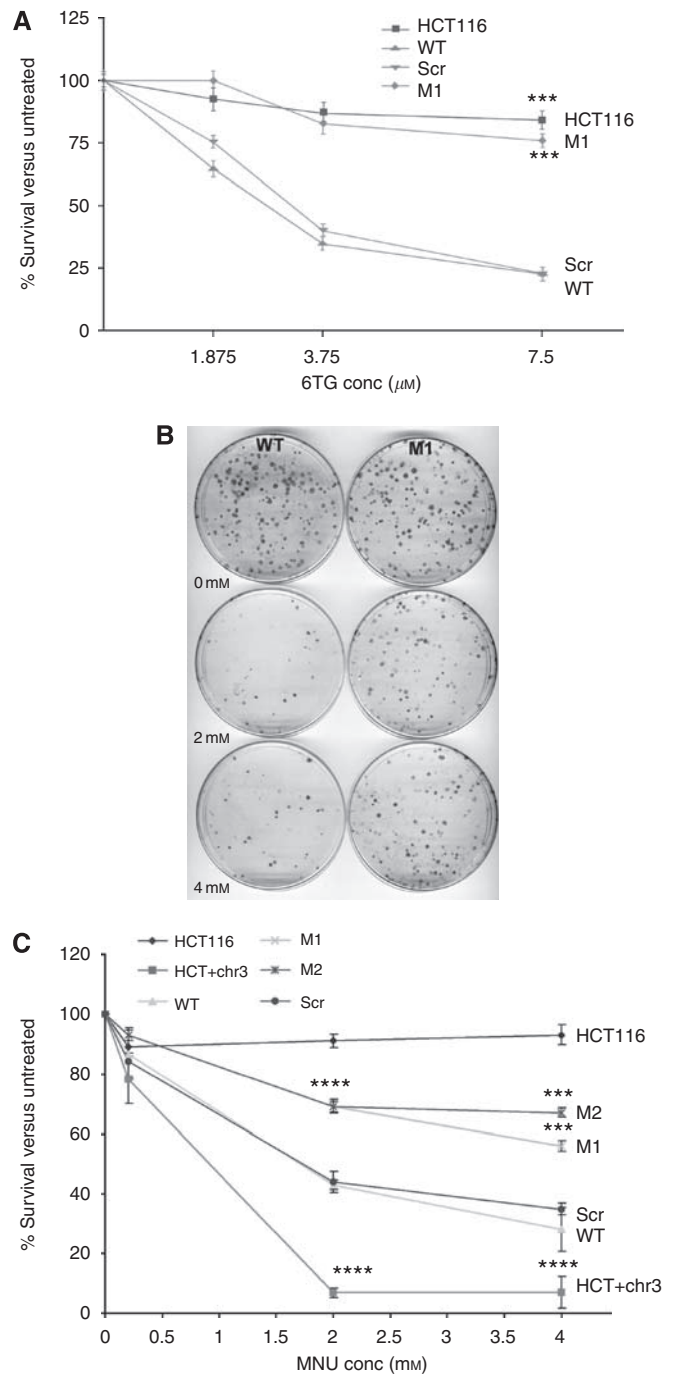 A
% Survival versus untreated
125
100
75
50
25
0
HCT116
WT
Scr
M1
***
HCT116
M1
***
Scr
WT
1.875 3.75 7.5
6TG conc (μM)
B
WT M1
0 mM
2 mM
4 mM
C
% Survival versus untreated
HCT116 M1
HCT+chr3 M2
WT Scr
120
100
80
60
40
20
0
HCT116
****
***
M2
***
M1
Scr
WT
**** ****
HCT+chr3
0 0.5 1 1.5 2 2.5 3 3.5 4
MNU conc (mM)